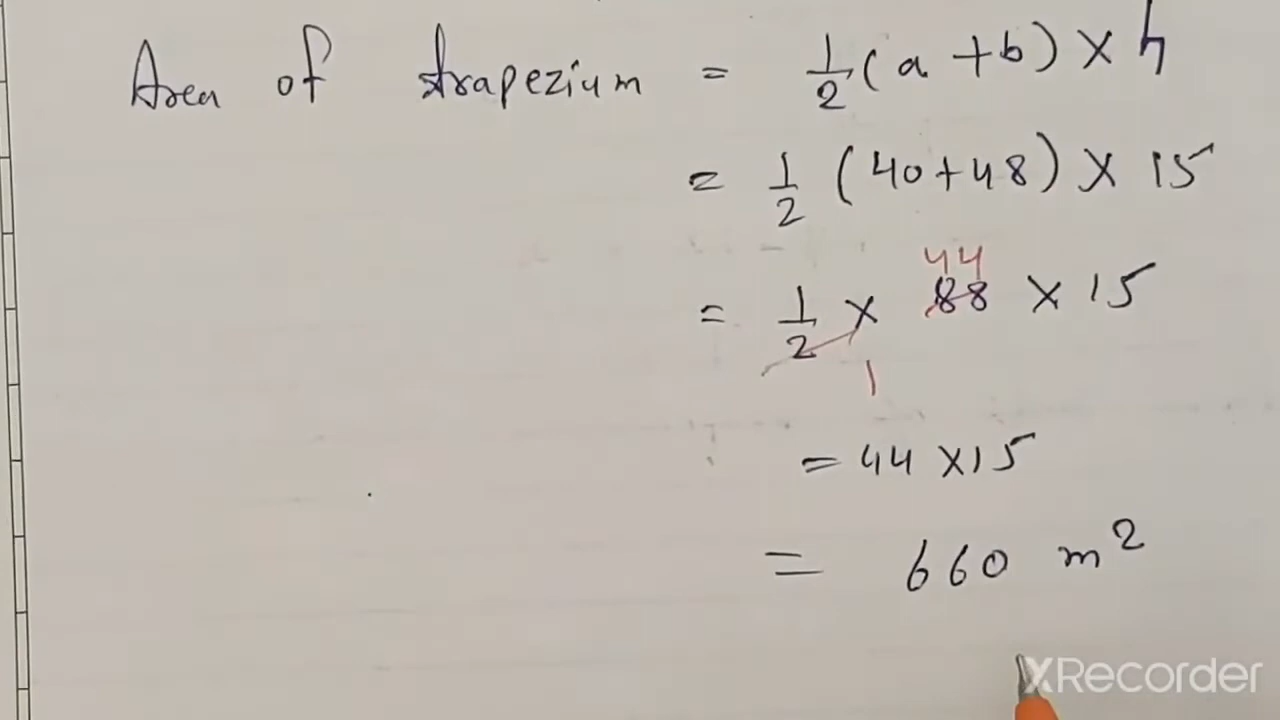 Area of trapezium = 1/2 (a + b) × h
= 1/2 (40+48) × 15
44
= 1/2 × 88 × 15
1
= 44 × 15
= 660 m²
XRecorder